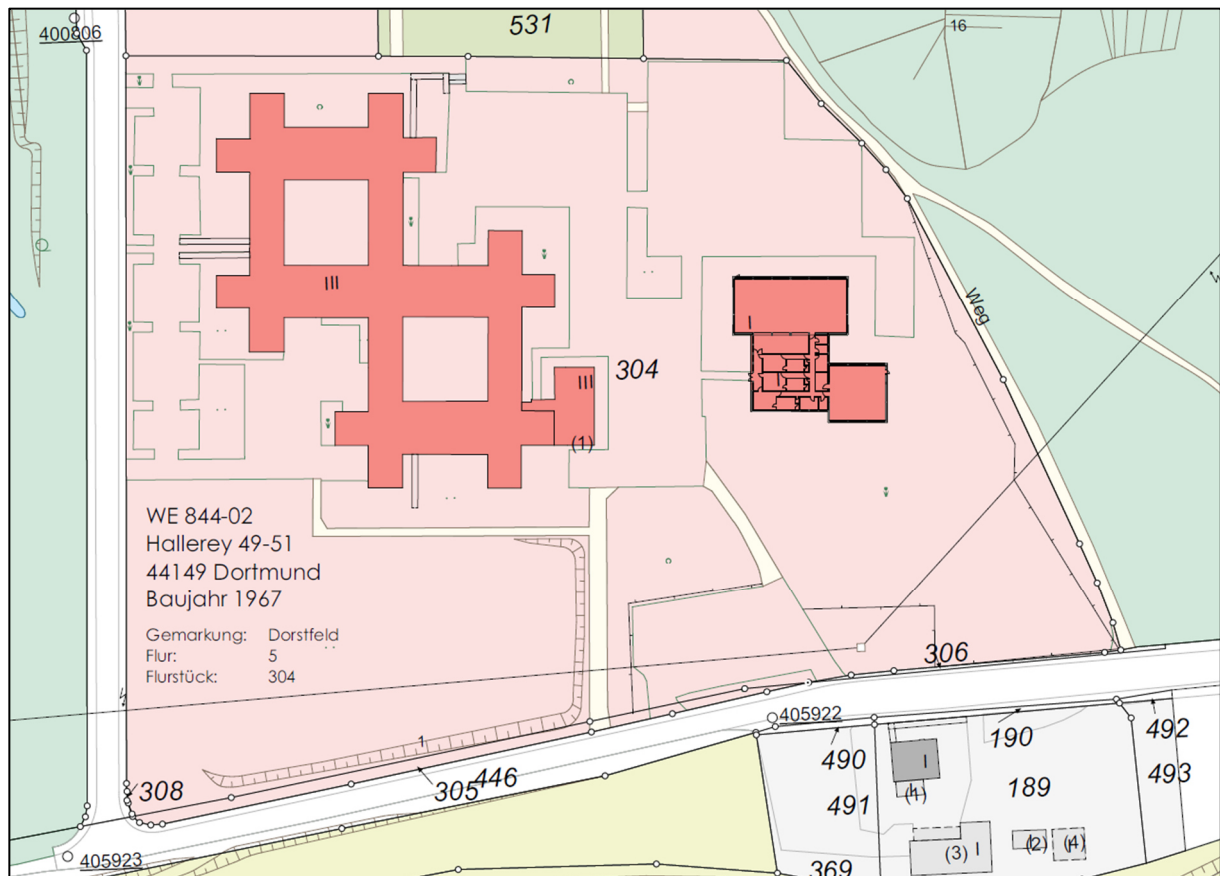 400806
531
16
III
I
Weg
304
III
I
(1)
WE 844-02
Hallerey 49-51
44149 Dortmund
Baujahr 1967
Gemarkung: Dorstfeld
Flur: 5
Flurstück: 304
306
405922
1
190
492
490
308
305
446
I
493
491
189
(1)
405923
369
(3)
I
(2)
(4)